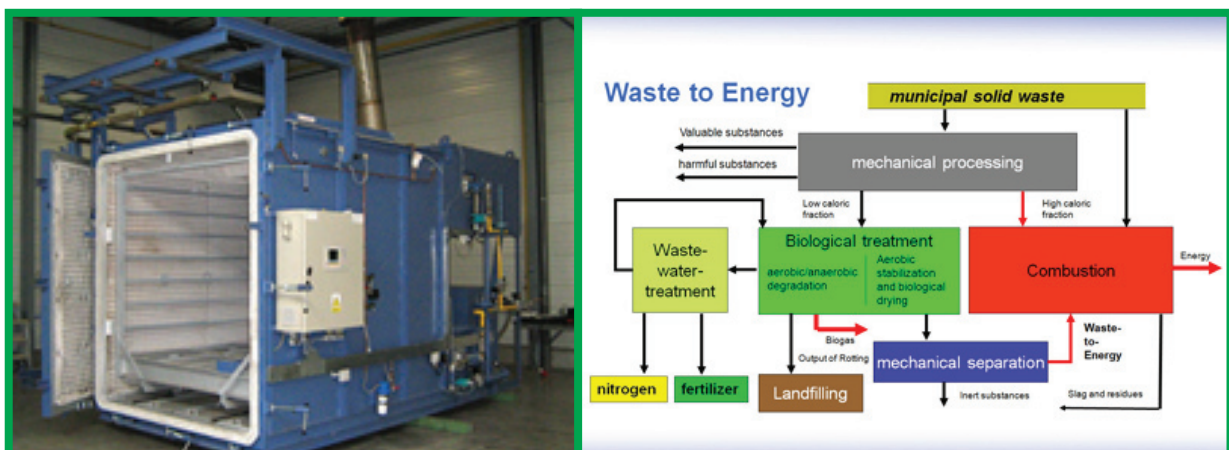 Waste to Energy
municipal solid waste
Valuable substances
harmful substances
mechanical processing
Low caloric
fraction
High caloric
fraction
Waste-
water-
treatment
Biological treatment
aerobic/anaerobic
degradation
Aerobic
stabilization
and biological
drying
Combustion
Energy
Biogas
Output of Rotting
Waste-
to-
Energy
mechanical separation
nitrogen
fertilizer
Landfilling
Inert substances
Slag and residues